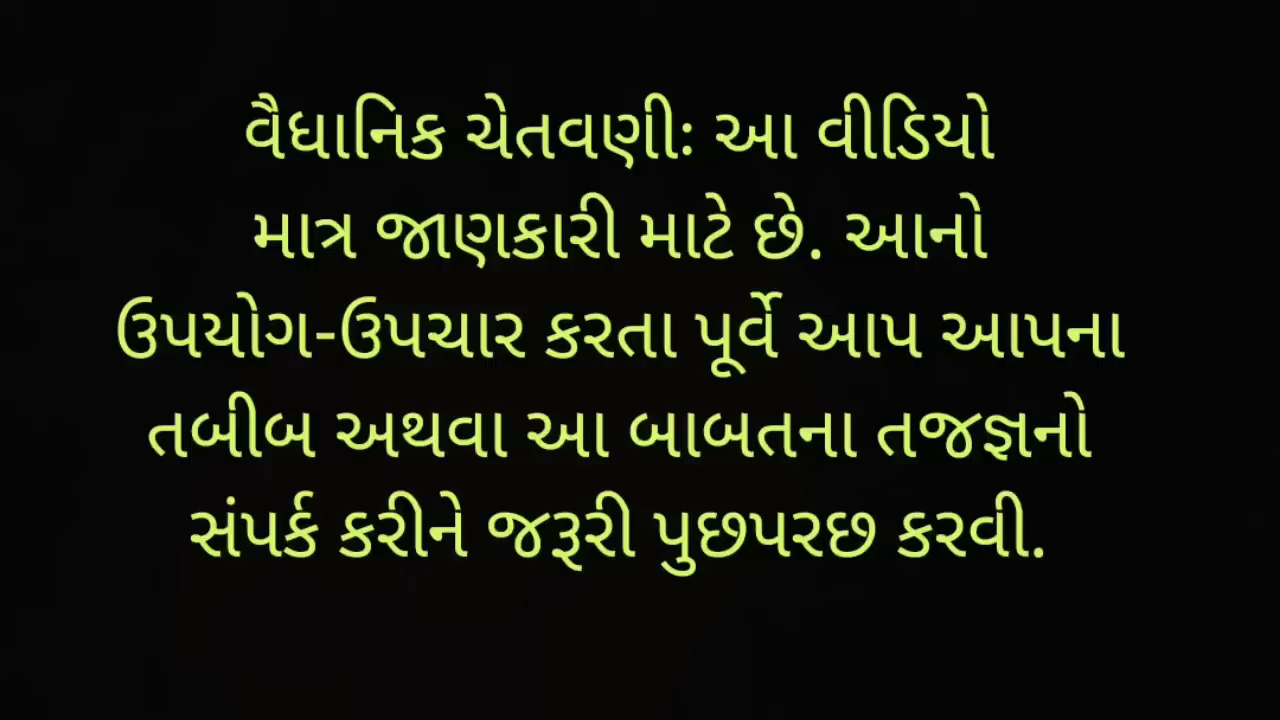 વૈધાનિક ચેતવણીઃ આ વીડિયો
માત્ર જાણકારી માટે છે. આનો
ઉપયોગ-ઉપચાર કરતા પૂર્વે આપ આપના
તબીબ અથવા આ બાબતના તજજ્ઞનો
સંપર્ક કરીને જરૂરી પુછપરછ કરવી.